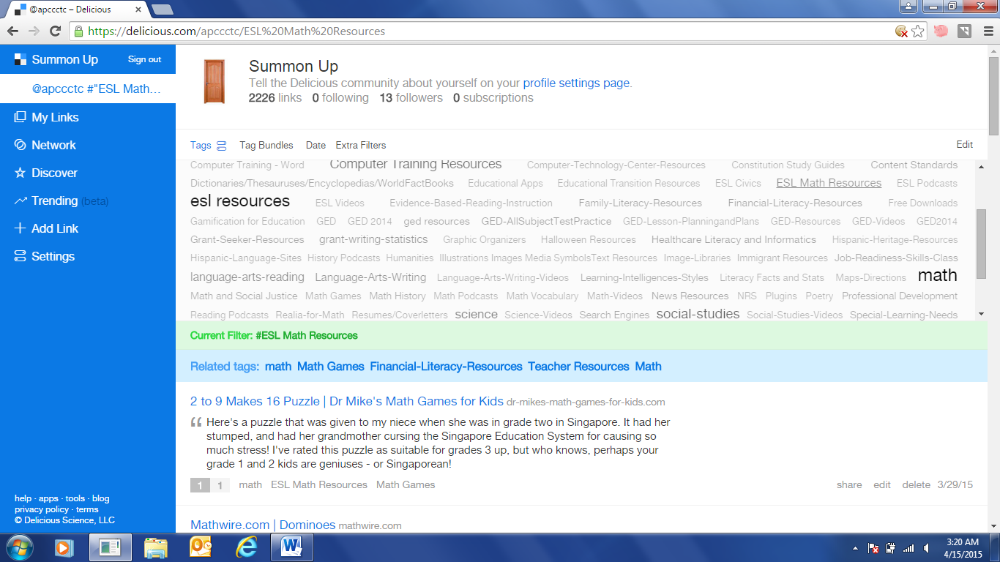 @apccctc – Delicious
https://delicious.com/apccctc/ESL%20Math%20Resources
Summon Up Sign out
@apccctc #"ESL Math...
My Links
Network
Discover
Trending (beta)
Add Link
Settings
help · apps · tools · blog
privacy policy · terms
© Delicious Science, LLC
Summon Up
Tell the Delicious community about yourself on your profile settings page.
2226 links 0 following 13 followers 0 subscriptions
Tags Tag Bundles Date Extra Filters Edit
Computer Training - Word Computer Training Resources Computer-Technology-Center-Resources Constitution Study Guides Content Standards
Dictionaries/Thesauruses/Encyclopedias/WorldFactBooks Educational Apps Educational Transition Resources ESL Civics ESL Math Resources ESL Podcasts
esl resources ESL Videos Evidence-Based-Reading-Instruction Family-Literacy-Resources Financial-Literacy-Resources Free Downloads
Gamification for Education GED GED 2014 ged resources GED-AllSubjectTestPractice GED-Lesson-PlanningandPlans GED-Resources GED-Videos GED2014
Grant-Seeker-Resources grant-writing-statistics Graphic Organizers Halloween Resources Healthcare Literacy and Informatics Hispanic-Heritage-Resources
Hispanic-Language-Sites History Podcasts Humanities Illustrations Images Media SymbolsText Resources Image-Libraries Immigrant Resources Job-Readiness-Skills-Class
language-arts-reading Language-Arts-Writing Language-Arts-Writing-Videos Learning-Intelligences-Styles Literacy Facts and Stats Maps-Directions math
Math and Social Justice Math Games Math History Math Podcasts Math Vocabulary Math-Videos News Resources NRS Plugins Poetry Professional Development
Reading Podcasts Realia-for-Math Resumes/Coverletters science Science-Videos Search Engines social-studies Social-Studies-Videos Special-Learning-Needs
Current Filter: #ESL Math Resources
Related tags: math Math Games Financial-Literacy-Resources Teacher Resources Math
2 to 9 Makes 16 Puzzle | Dr Mike's Math Games for Kids dr-mikes-math-games-for-kids.com
Here's a puzzle that was given to my niece when she was in grade two in Singapore. It had her
stumped, and had her grandmother cursing the Singapore Education System for causing so
much stress! I've rated this puzzle as suitable for grades 3 up, but who knows, perhaps your
grade 1 and 2 kids are geniuses - or Singaporean!
1 1 math ESL Math Resources Math Games share edit delete 3/29/15
Mathwire.com | Dominoes mathwire.com
3:20 AM
4/15/2015